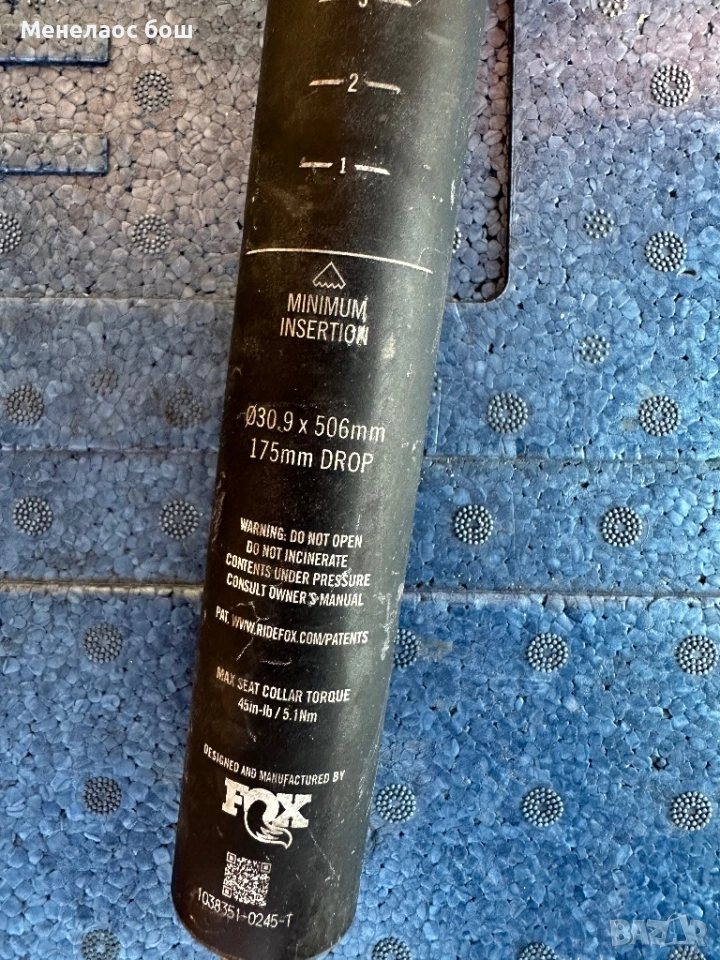 Менелаос бош
3
2
1
MINIMUM
INSERTION
Ø30.9 x 506mm
175mm DROP
WARNING: DO NOT OPEN
DO NOT INCINERATE
CONTENTS UNDER PRESSURE
CONSULT OWNER'S MANUAL
PAT. WWW.RIDEFOX.COM/PATENTS
MAX SEAT COLLAR TORQUE
45in-lb / 5.1Nm
DESIGNED AND MANUFACTURED BY
FOX
1038351-0245-T
BAZAR